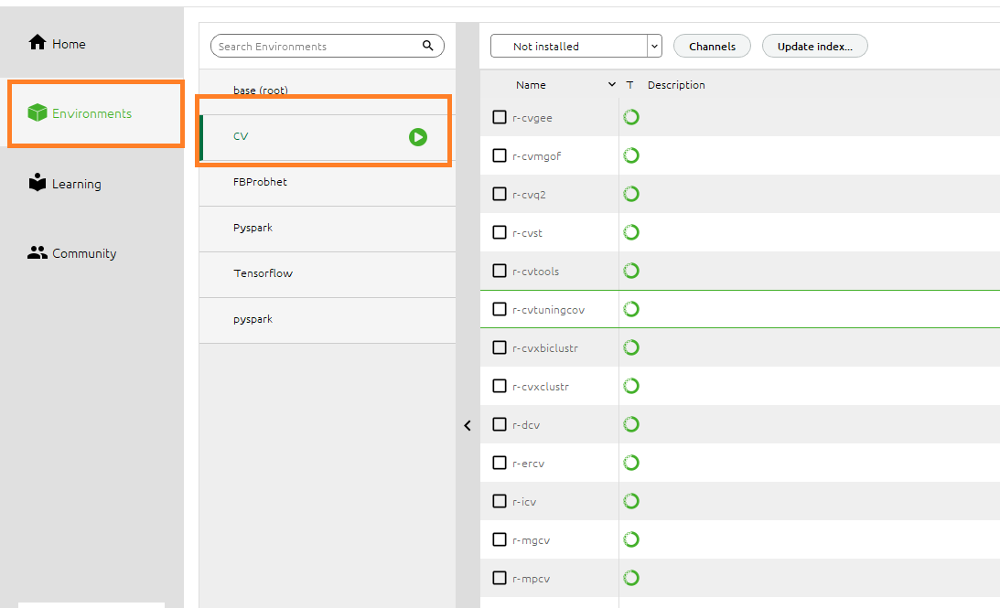 Home
Environments
Learning
Community
Search Environments
base (root)
CV
FBProbhet
Pyspark
Tensorflow
pyspark
Not installed
Channels
Update index...
Name T Description
r-cvgee
r-cvmgof
r-cvq2
r-cvst
r-cvtools
r-cvtuningcov
r-cvxbiclustr
r-cvxclustr
r-dcv
r-ercv
r-icv
r-mgcv
r-mpcv